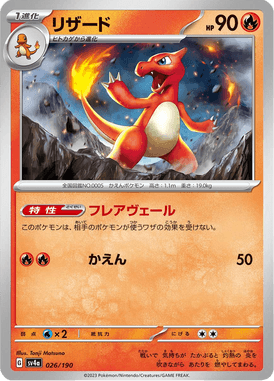 1進化 リザード HP90
ヒトカゲから進化
全国図鑑NO.0005 かえんポケモン 高さ:1.1m 重さ:19.0kg
特性 フレアヴェール
このポケモンは、相手のポケモンが使うワザの効果を受けない。
かえん 50
弱点 ×2 抵抗力 にげる
Illus. Tanji Matsuno
G sv4a 026/190
戦いで 気持ちが たかぶると 灼熱の
©2023 Pokémon/Nintendo/Creatures/GAME FREAK.